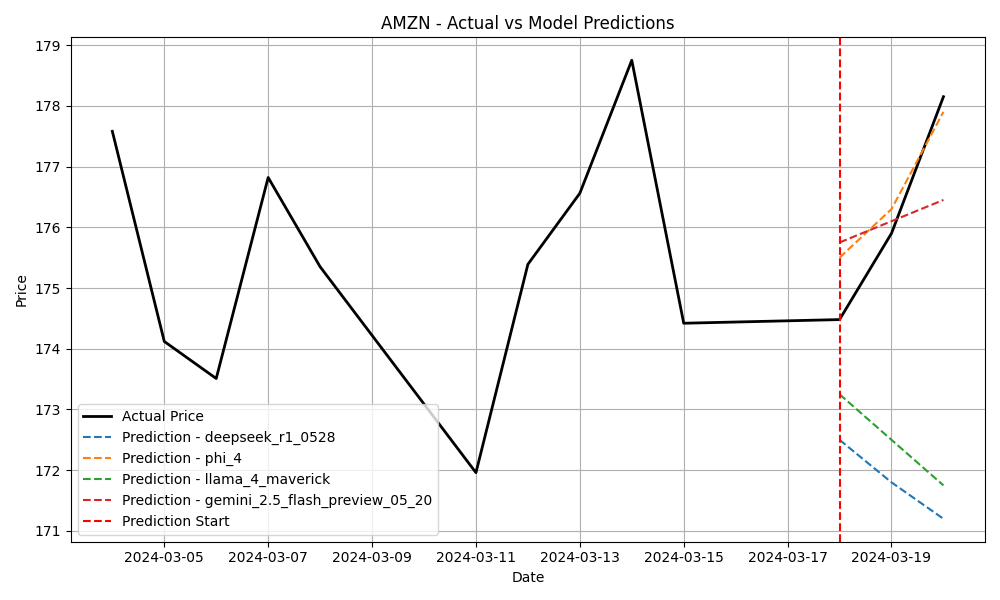 AMZN - Actual vs Model Predictions
179
178
177
176
175
174
173
172
171
Price
Actual Price
Prediction - deepseek_r1_0528
Prediction - phi_4
Prediction - llama_4_maverick
Prediction - gemini_2.5_flash_preview_05_20
Prediction Start
2024-03-05 2024-03-07 2024-03-09 2024-03-11 2024-03-13 2024-03-15 2024-03-17 2024-03-19
Date